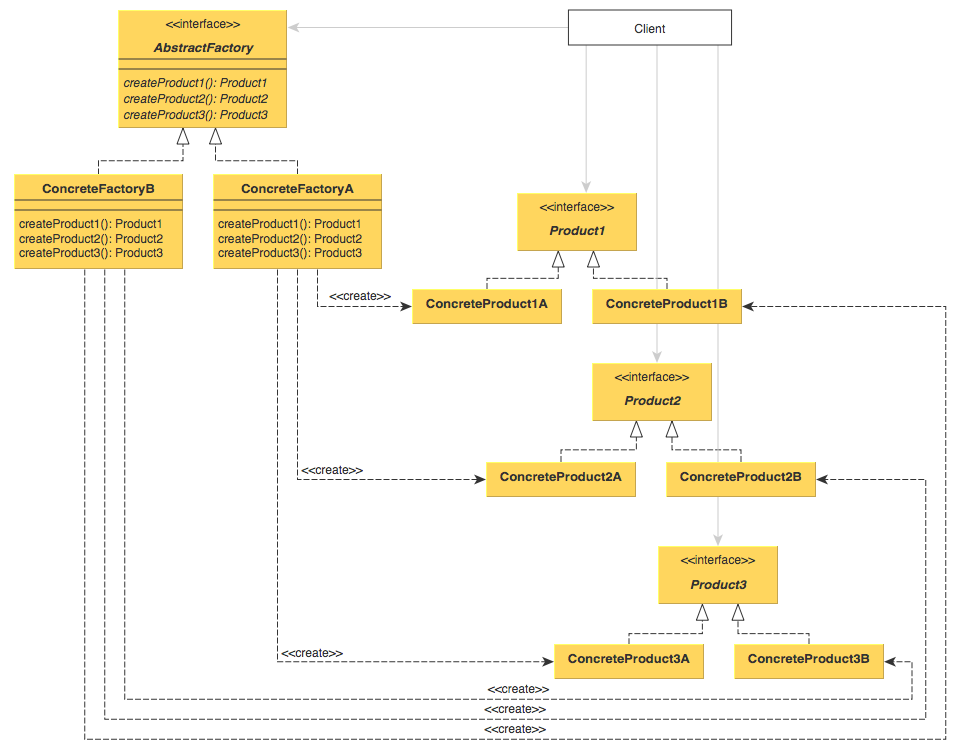 <<interface>>
AbstractFactory
createProduct1(): Product1
createProduct2(): Product2
createProduct3(): Product3
Client
ConcreteFactoryB
createProduct1(): Product1
createProduct2(): Product2
createProduct3(): Product3
ConcreteFactoryA
createProduct1(): Product1
createProduct2(): Product2
createProduct3(): Product3
<<interface>>
Product1
<<create>>
ConcreteProduct1A
ConcreteProduct1B
<<interface>>
Product2
<<create>>
ConcreteProduct2A
ConcreteProduct2B
<<interface>>
Product3
<<create>>
ConcreteProduct3A
ConcreteProduct3B
<<create>>
<<create>>
<<create>>